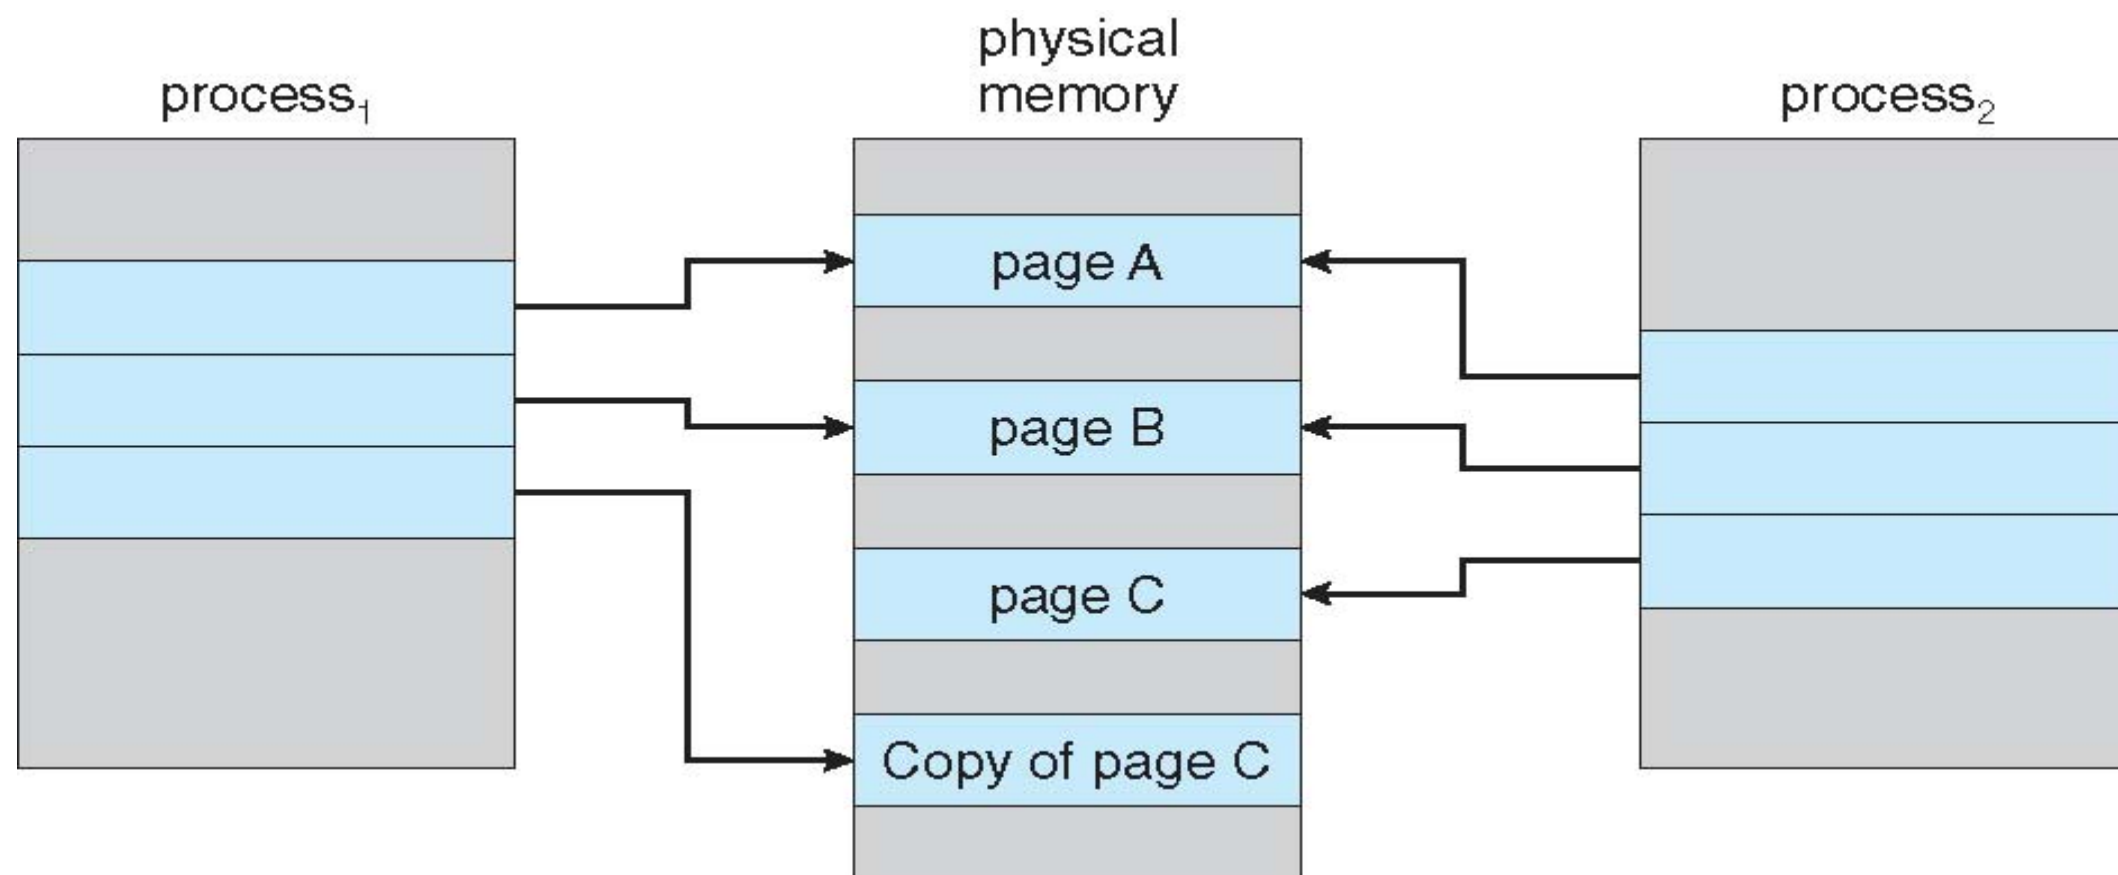 process₁
physical
memory
process₂
page A
page B
page C
Copy of page C